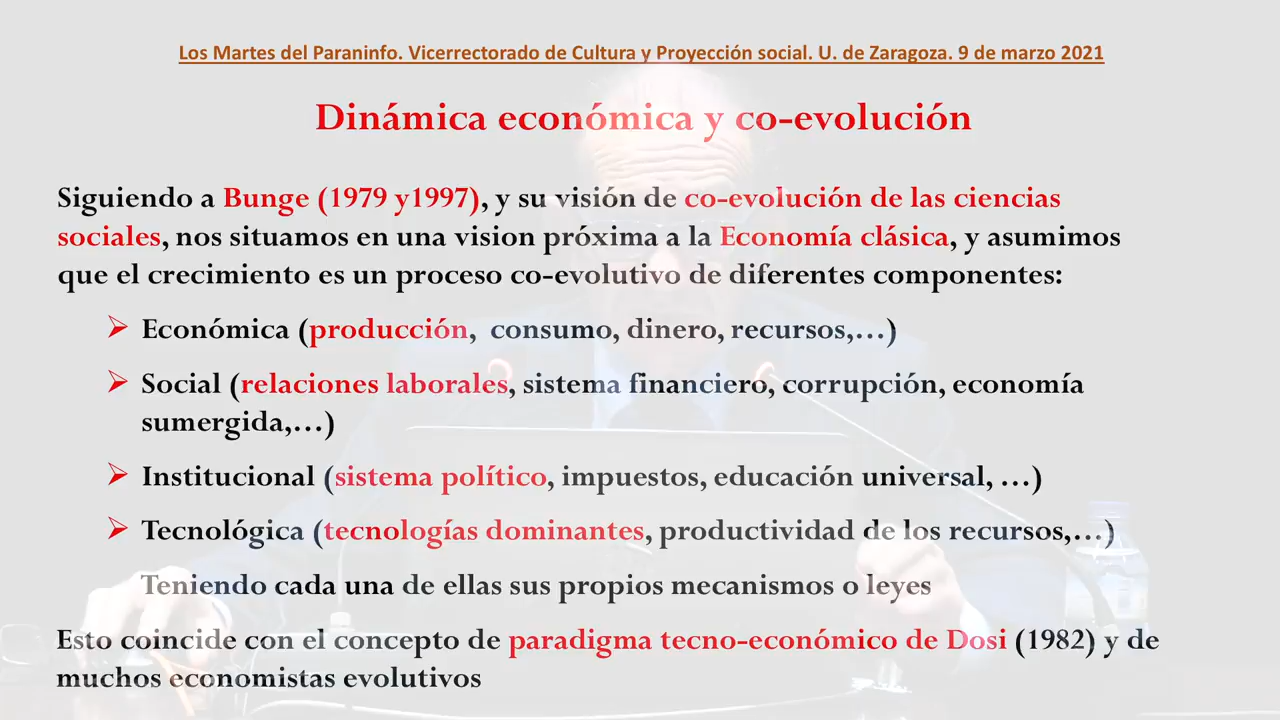 Los Martes del Paraninfo. Vicerrectorado de Cultura y Proyección social. U. de Zaragoza. 9 de marzo 2021
Dinámica económica y co-evolución
Siguiendo a Bunge (1979 y1997), y su visión de co-evolución de las ciencias
sociales, nos situamos en una vision próxima a la Economía clásica, y asumimos
que el crecimiento es un proceso co-evolutivo de diferentes componentes:
Económica (producción, consumo, dinero, recursos,…)
Social (relaciones laborales, sistema financiero, corrupción, economía
sumergida,…)
Institucional (sistema político, impuestos, educación universal, …)
Tecnológica (tecnologías dominantes, productividad de los recursos,…)
Teniendo cada una de ellas sus propios mecanismos o leyes
Esto coincide con el concepto de paradigma tecno-económico de Dosi (1982) y de
muchos economistas evolutivos